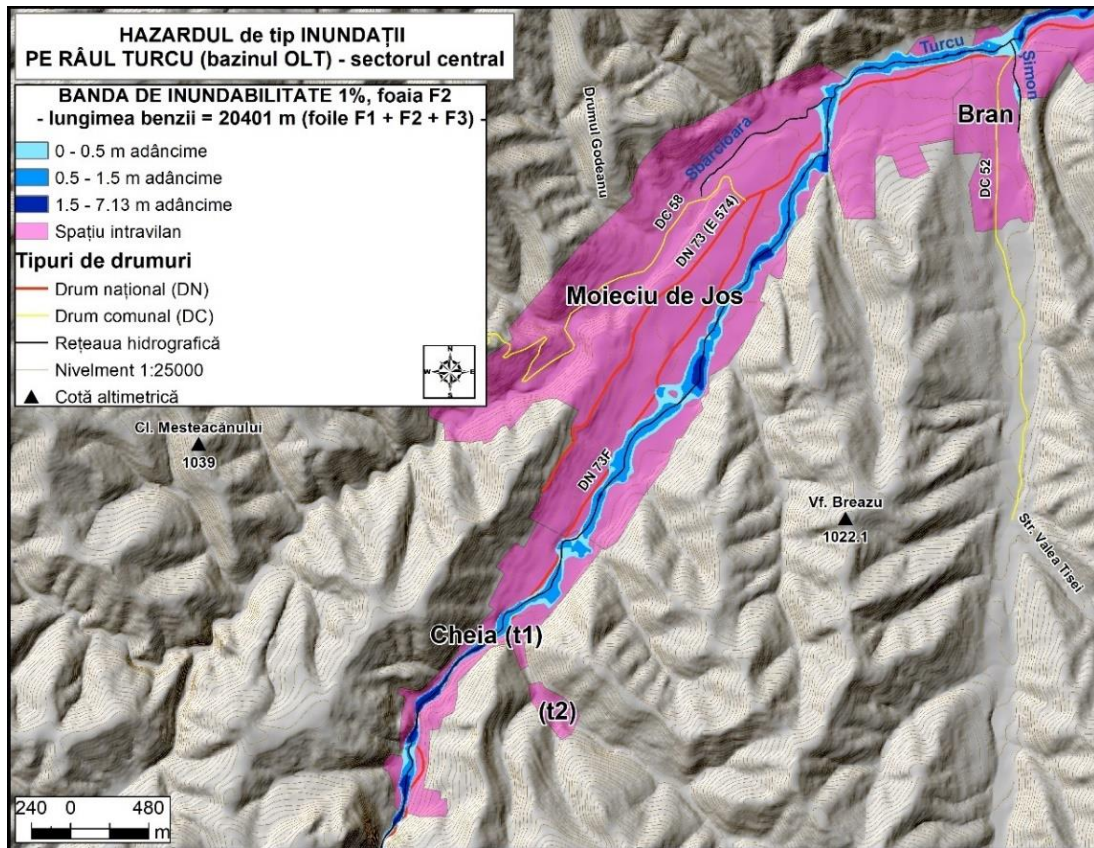 HAZARDUL de tip INUNDAȚII
PE RÂUL TURCU (bazinul OLT) - sectorul central
BANDA DE INUNDABILITATE 1%, foaia F2
- lungimea benzii = 20401 m (foile F1 + F2 + F3) -
0 - 0.5 m adâncime
0.5 - 1.5 m adâncime
1.5 - 7.13 m adâncime
Spațiu intravilan
Tipuri de drumuri
Drum național (DN)
Drum comunal (DC)
Rețeaua hidrografică
Nivelment 1:25000
Cotă altimetrică
N
W E
S
Turcu
Șimon
Bran
Drumul Godeanu
Sbârcioara
DC 52
DC 58
DN 73 (E 574)
Moieciu de Jos
Cl. Mesteacănului
1039
DN 73F
Vf. Breazu
1022.1
Str. Valea Tisei
Cheia (t1)
(t2)
240 0 480
m